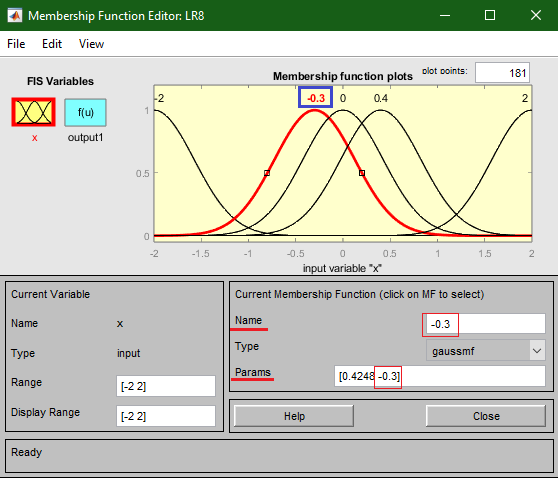 Membership Function Editor: LR8
File Edit View
FIS Variables
f(u)
x
output1
Membership function plots
plot points:
181
-2
-0.3
0
0.4
2
1
0.5
0
-2
-1.5
-1
-0.5
0
0.5
1
1.5
2
input variable "x"
Current Variable
Name x
Type input
Range [-2 2]
Display Range [-2 2]
Current Membership Function (click on MF to select)
Name -0.3
Type gaussmf
Params [0.4248 -0.3]
Help
Close
Ready